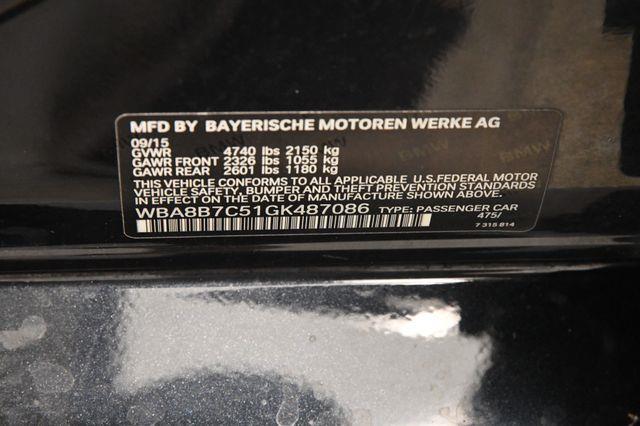 MFD BY BAYERISCHE MOTOREN WERKE AG
09/15
GVWR 4740 lbs 2150 kg
GAWR FRONT 2326 lbs 1055 kg
GAWR REAR 2601 lbs 1180 kg
THIS VEHICLE CONFORMS TO ALL APPLICABLE U.S.FEDERAL MOTOR
VEHICLE SAFETY, BUMPER AND THEFT PREVENTION STANDARDS IN
EFFECT ON THE DATE OF MANUFACTURE SHOWN ABOVE.
WBA8B7C51GK487086 TYPE: PASSENGER CAR
475/
7 315 814